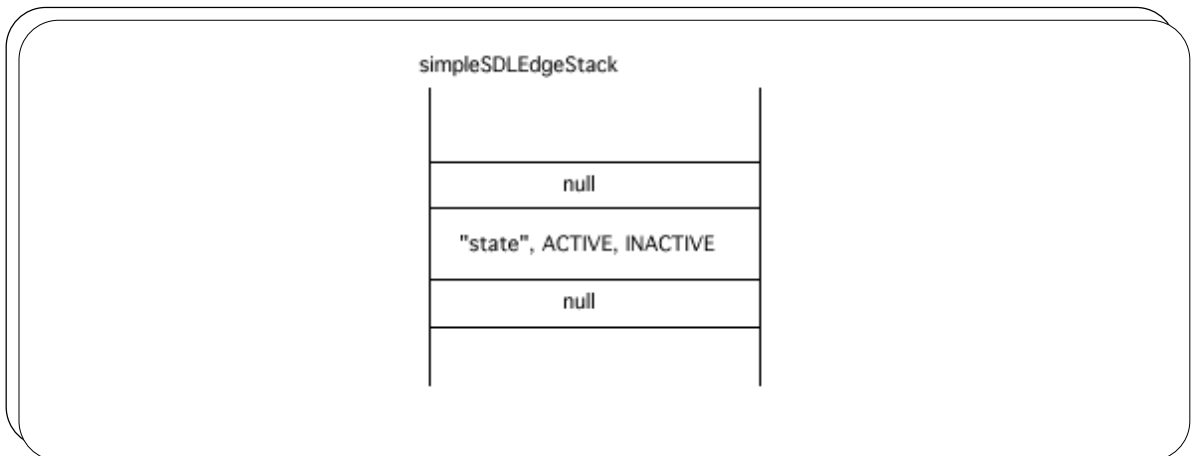 simpleSDLEdgeStack
null
"state", ACTIVE, INACTIVE
null